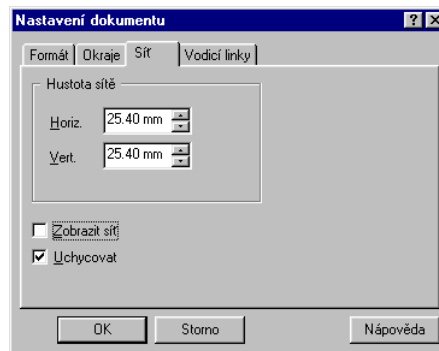 Nastavení dokumentu
Formát Okraje Síť Vodicí linky
Hustota sítě
Horiz. 25.40 mm
Vert. 25.40 mm
Zobrazit síť
Uchycovat
OK Storno Nápověda